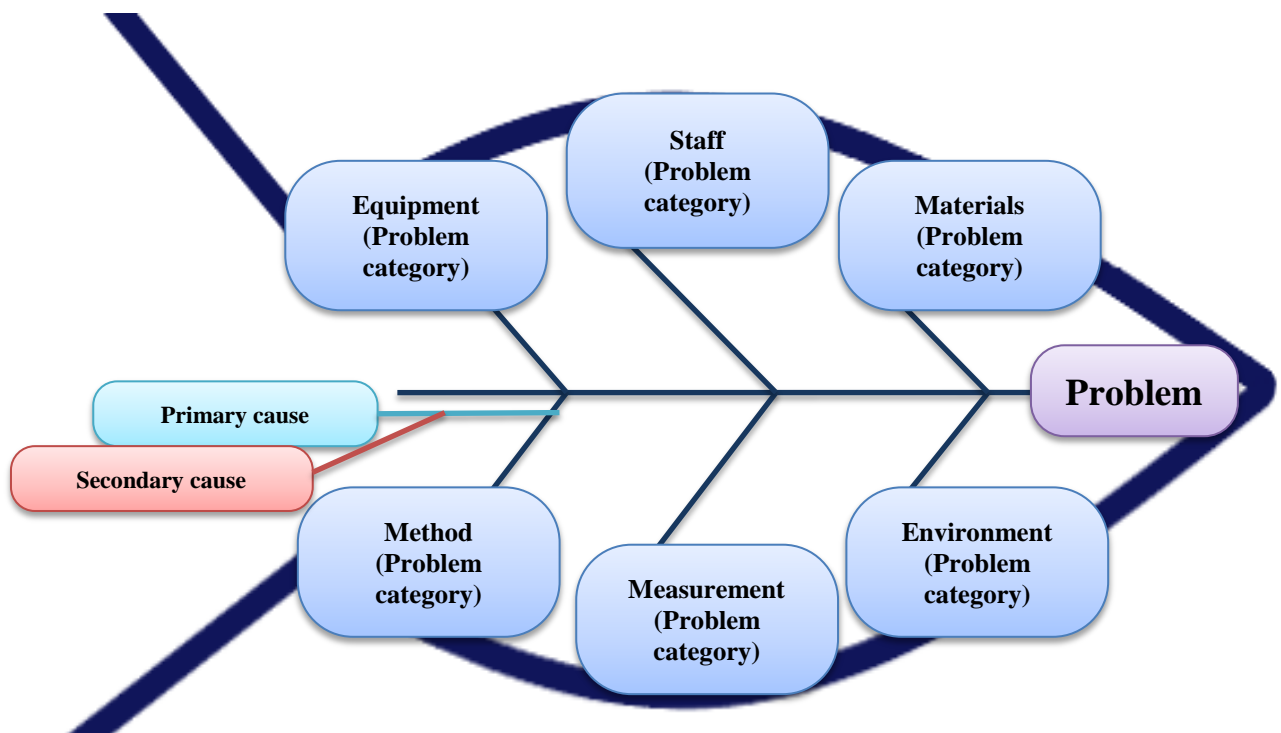 Staff
(Problem
category)
Equipment
(Problem
category)
Materials
(Problem
category)
Problem
Primary cause
Secondary cause
Method
(Problem
category)
Measurement
(Problem
category)
Environment
(Problem
category)